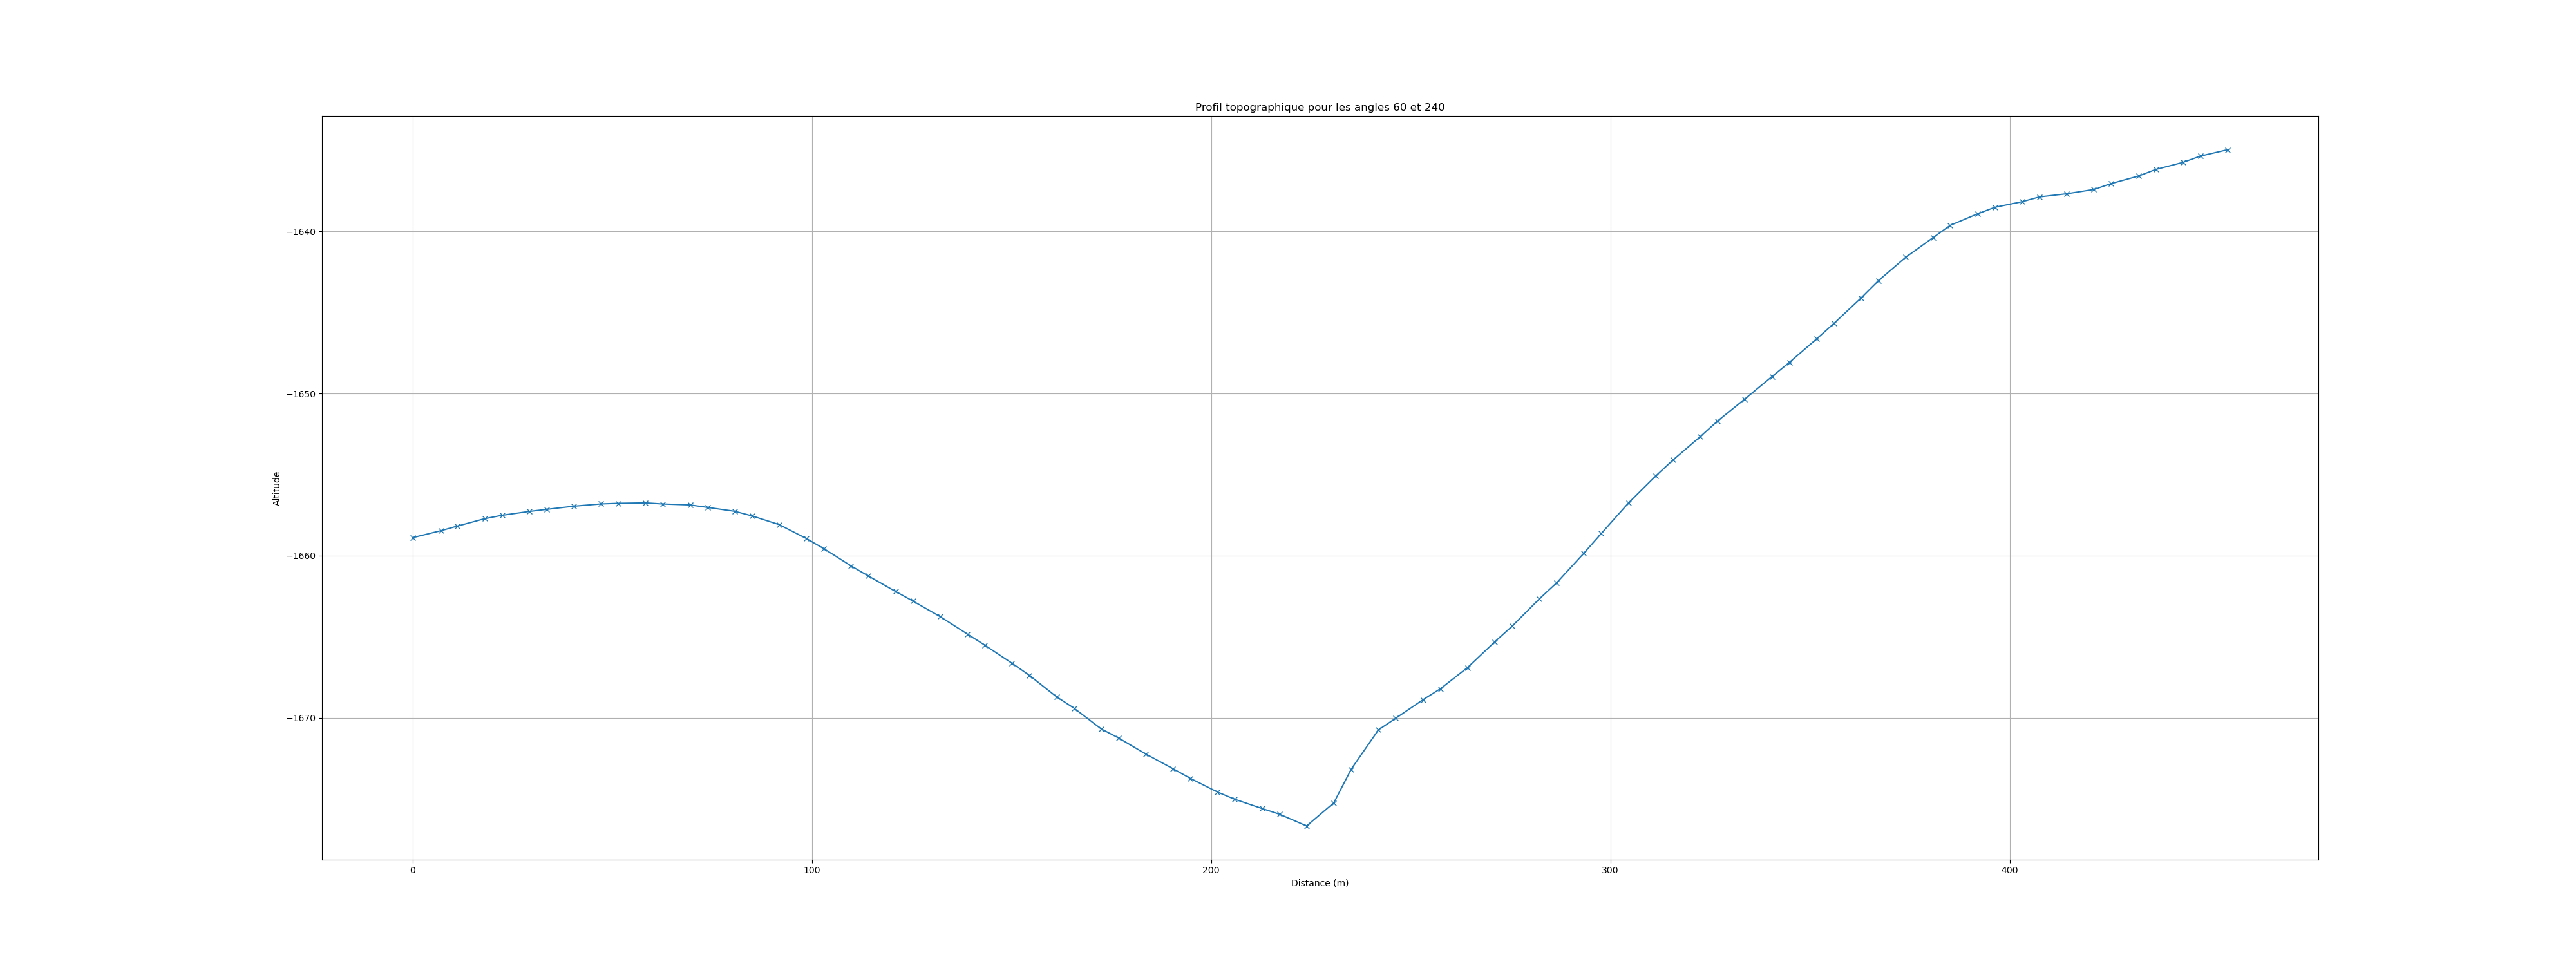 Profil topographique pour les angles 60 et 240
Altitude
−1640
−1650
−1660
−1670
0 100 200 300 400
Distance (m)